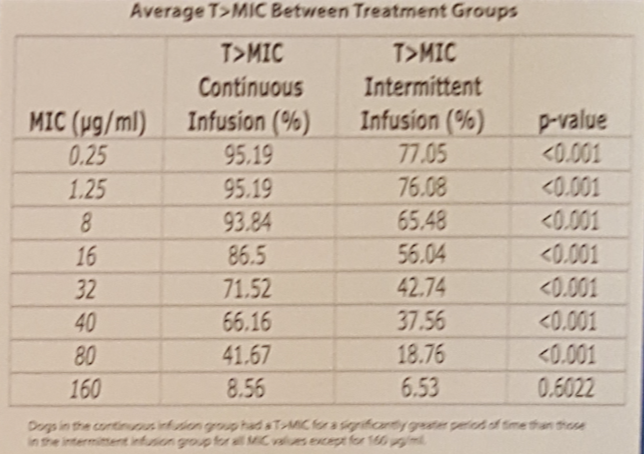 Average T>MIC Between Treatment Groups
MIC (µg/ml) T>MIC Continuous Infusion (%) T>MIC Intermittent Infusion (%) p-value
0.25 95.19 77.05 <0.001
1.25 95.19 76.08 <0.001
8 93.84 65.48 <0.001
16 86.5 56.04 <0.001
32 71.52 42.74 <0.001
40 66.16 37.56 <0.001
80 41.67 18.76 <0.001
160 8.56 6.53 0.6022
Dogs in the continuous infusion group had a T>MIC for a significantly greater period of time than those
in the intermittent infusion group for all MIC values except for 160 µg/ml.